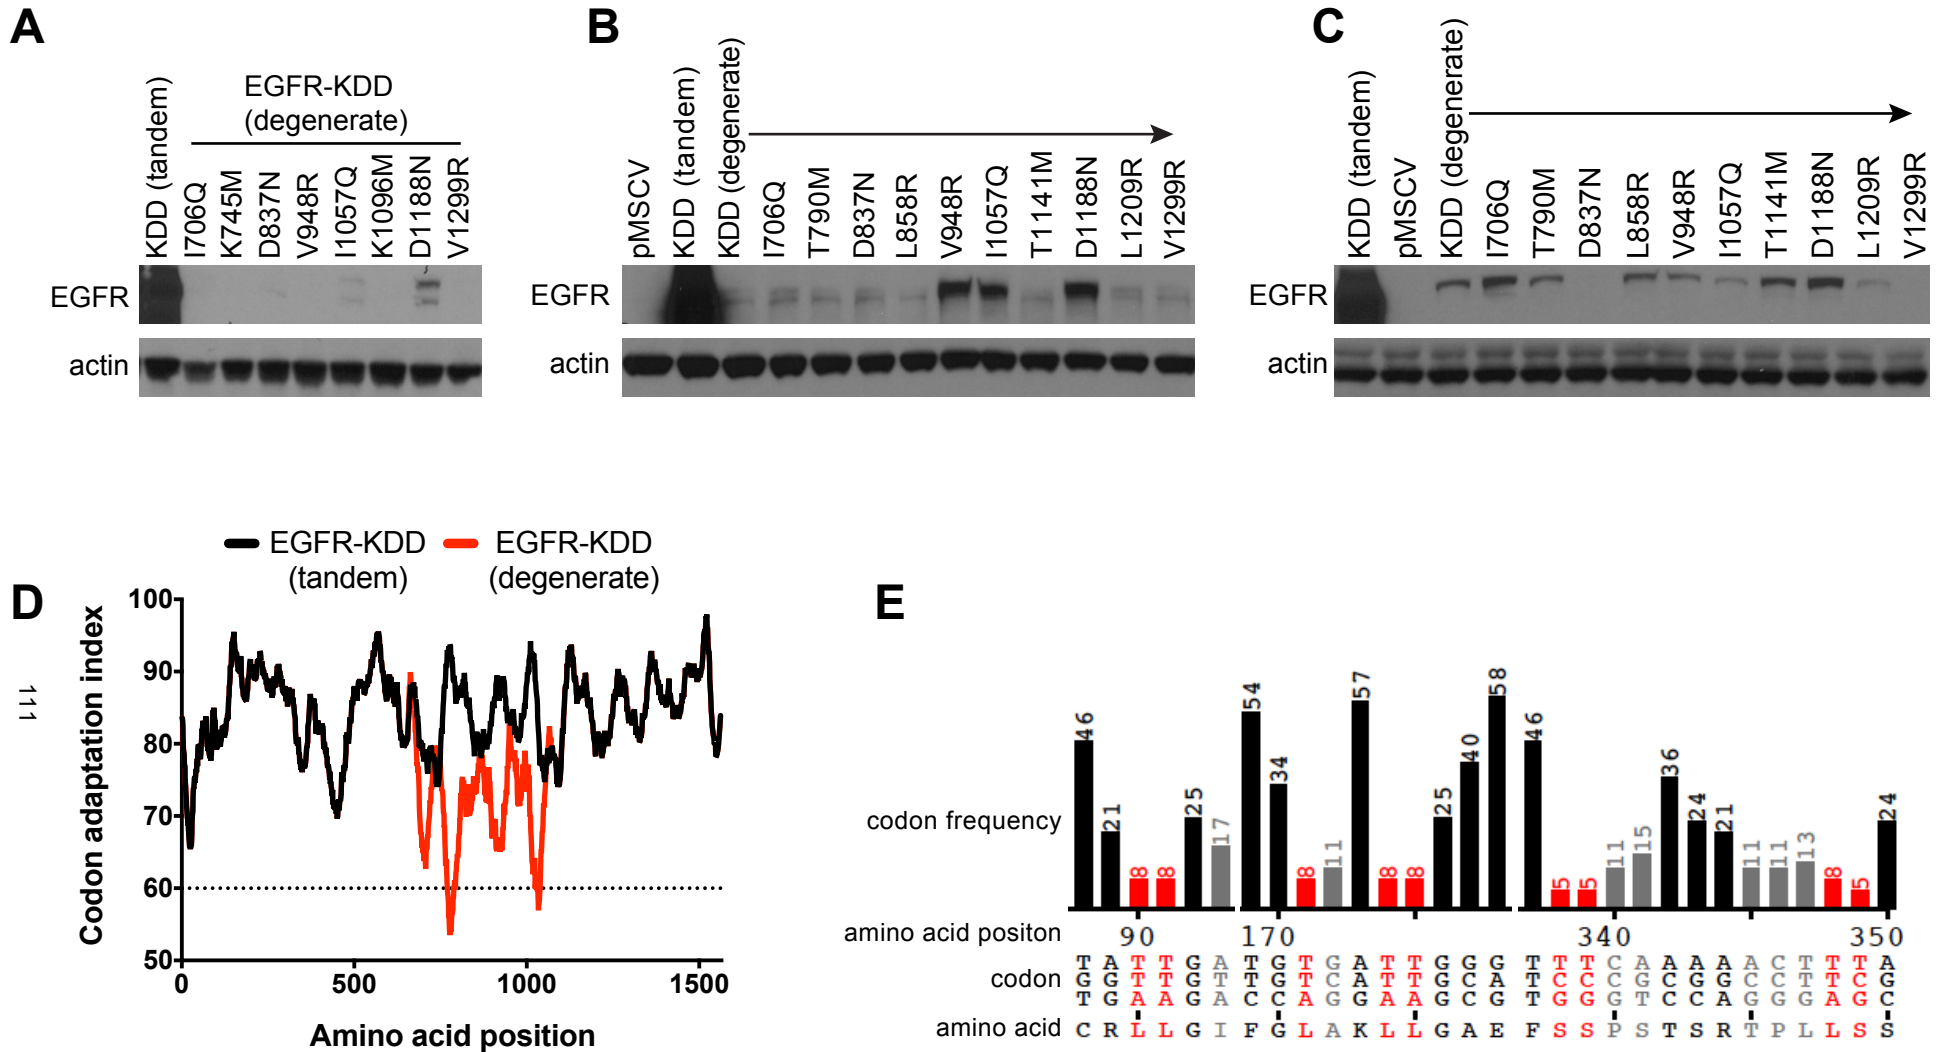 A
KDD (tandem)
EGFR-KDD
(degenerate)
I706Q
K745M
D837N
V948R
I1057Q
K1096M
D1188N
V1299R
EGFR
actin
B
pMSCV
KDD (tandem)
KDD (degenerate)
I706Q
T790M
D837N
L858R
V948R
I1057Q
T1141M
D1188N
L1209R
V1299R
EGFR
actin
C
KDD (tandem)
pMSCV
KDD (degenerate)
I706Q
T790M
D837N
L858R
V948R
I1057Q
T1141M
D1188N
L1209R
V1299R
EGFR
actin
D
EGFR-KDD
(tandem)
EGFR-KDD
(degenerate)
Codon adaptation index
100
90
80
70
60
50
0 500 1000 1500
Amino acid position
111
E
codon frequency
46 21 8 8 25 17 54 34 8 11 57 8 8 25 40 58 46 5 5 11 15 36 24 21 11 11 13 8 5 24
amino acid positon
90 170 340 350
codon
T A T T G A T G T G A T T G G G T T T C A A A A A C T T T A
G G T T G T T G T C A T T G C A T C C C G C G G C C T T C G
T G A A G A C C A G G A A G C G T G G G T C C A G G G A G C
amino acid
C R L L G I F G L A K L L G A E F S S P S T S R T P L L S S